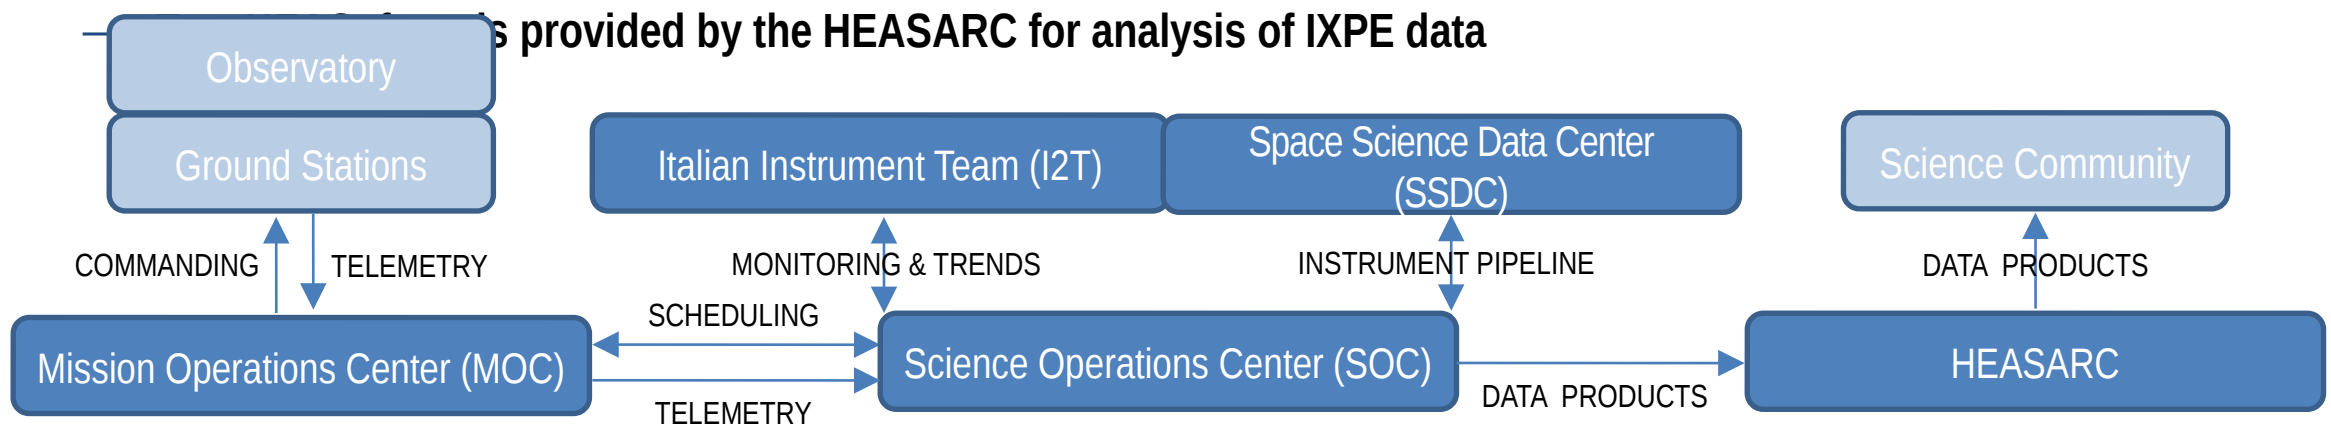 provided by the HEASARC for analysis of IXPE data
Observatory
Ground Stations
Italian Instrument Team (I2T)
Space Science Data Center
(SSDC)
Science Community
COMMANDING
TELEMETRY
MONITORING & TRENDS
INSTRUMENT PIPELINE
DATA PRODUCTS
SCHEDULING
Mission Operations Center (MOC)
Science Operations Center (SOC)
HEASARC
TELEMETRY
DATA PRODUCTS